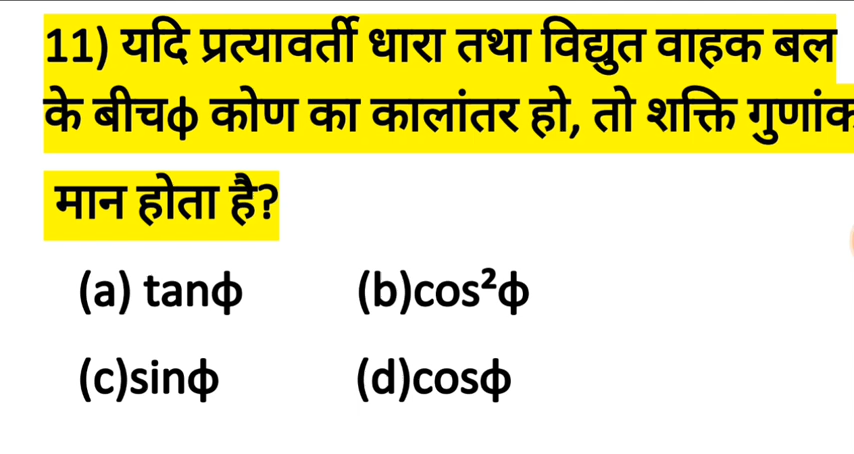 11) यदि प्रत्यावर्ती धारा तथा विद्युत वाहक बल
के बीचϕ कोण का कालांतर हो, तो शक्ति गुणांक
मान होता है?
(a) tanϕ (b)cos²ϕ
(c)sinϕ (d)cosϕ